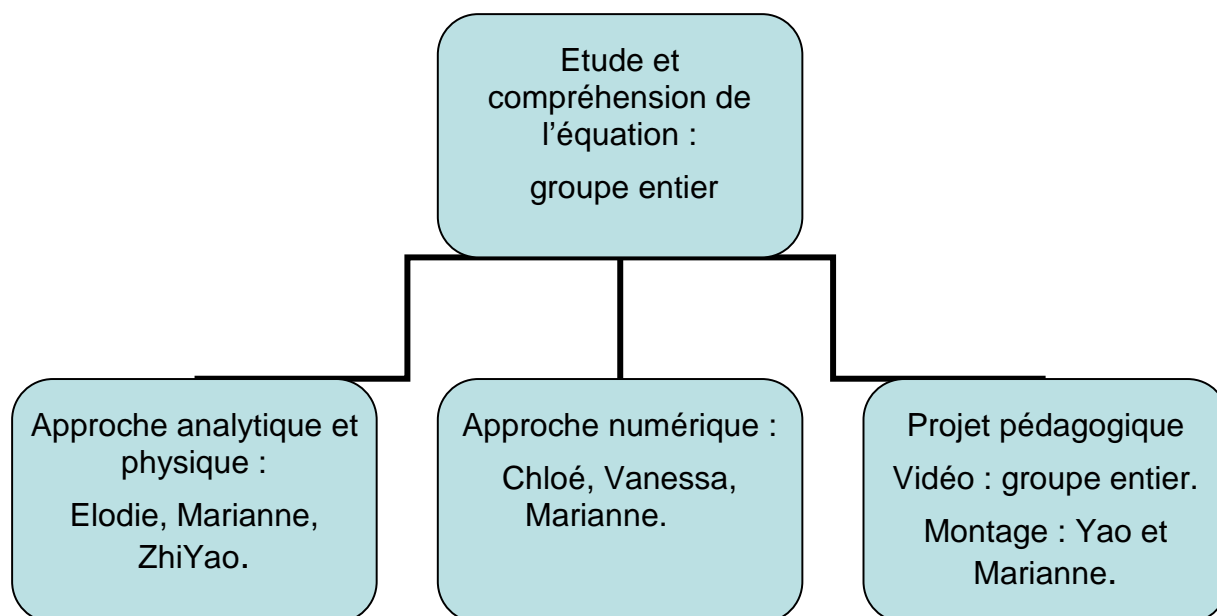 Etude et
compréhension de
l’équation :
groupe entier
Approche analytique et
physique :
Elodie, Marianne,
ZhiYao.
Approche numérique :
Chloé, Vanessa,
Marianne.
Projet pédagogique
Vidéo : groupe entier.
Montage : Yao et
Marianne.